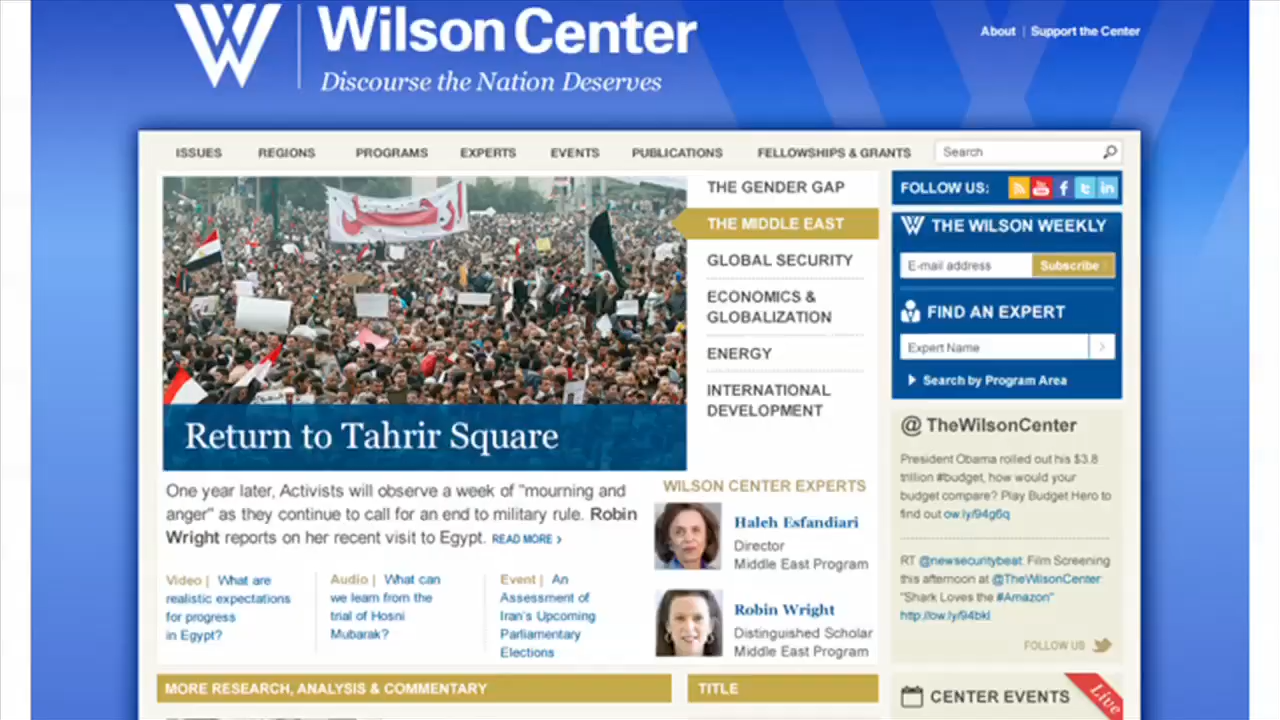 Wilson Center
Discourse the Nation Deserves
About | Support the Center
ISSUES REGIONS PROGRAMS EXPERTS EVENTS PUBLICATIONS FELLOWSHIPS & GRANTS Search
THE GENDER GAP
THE MIDDLE EAST
GLOBAL SECURITY
ECONOMICS &
GLOBALIZATION
ENERGY
INTERNATIONAL
DEVELOPMENT
Return to Tahrir Square
One year later, Activists will observe a week of "mourning and
anger" as they continue to call for an end to military rule. Robin
Wright reports on her recent visit to Egypt. READ MORE >
Video | What are
realistic expectations
for progress
in Egypt?
Audio | What can
we learn from the
trial of Hosni
Mubarak?
Event | An
Assessment of
Iran's Upcoming
Parliamentary
Elections
WILSON CENTER EXPERTS
Haleh Esfandiari
Director
Middle East Program
Robin Wright
Distinguished Scholar
Middle East Program
MORE RESEARCH, ANALYSIS & COMMENTARY
TITLE
FOLLOW US:
THE WILSON WEEKLY
E-mail address Subscribe
FIND AN EXPERT
Expert Name
Search by Program Area
@ TheWilsonCenter
President Obama rolled out his $3.8
trillion #budget, how would your
budget compare? Play Budget Hero to
find out ow.ly/94g6q
RT @newsecuritybeat: Film Screening
this afternoon at @TheWilsonCenter:
"Shark Loves the #Amazon"
http://ow.ly/94bkl
FOLLOW US
CENTER EVENTS
Live